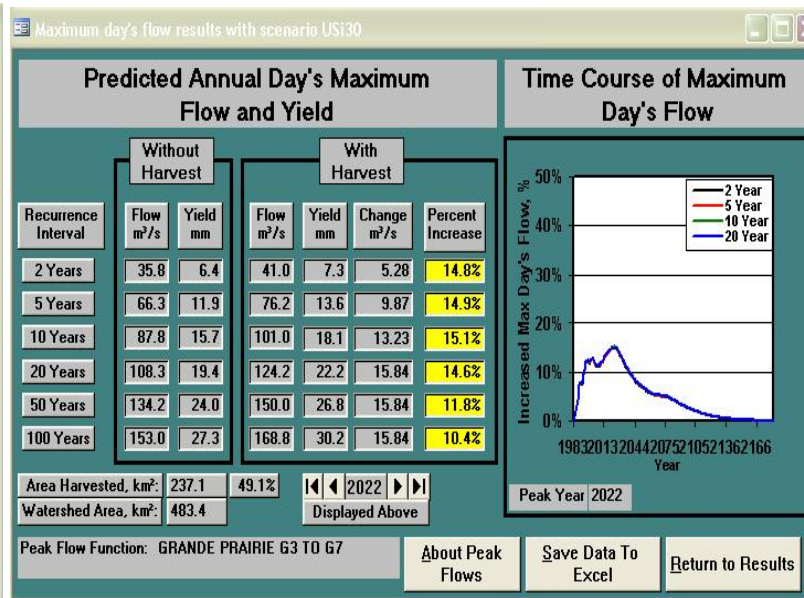 Maximum day's flow results with scenario USi30
Predicted Annual Day's Maximum
Flow and Yield
Without
Harvest
With
Harvest
Recurrence
Interval
Flow
m³/s
Yield
mm
Flow
m³/s
Yield
mm
Change
m³/s
Percent
Increase
2 Years 35.8 6.4 41.0 7.3 5.28 14.8%
5 Years 66.3 11.9 76.2 13.6 9.87 14.9%
10 Years 87.8 15.7 101.0 18.1 13.23 15.1%
20 Years 108.3 19.4 124.2 22.2 15.84 14.6%
50 Years 134.2 24.0 150.0 26.8 15.84 11.8%
100 Years 153.0 27.3 168.8 30.2 15.84 10.4%
Area Harvested, km²: 237.1 49.1%
Watershed Area, km²: 483.4
2022
Displayed Above
Time Course of Maximum
Day's Flow
Increased Max Day's Flow, %
50%
40%
30%
20%
10%
0%
2 Year
5 Year
10 Year
20 Year
1983 2013 2044 2075 2105 2136 2166
Year
Peak Year 2022
Peak Flow Function: GRANDE PRAIRIE G3 TO G7
About Peak
Flows
Save Data To
Excel
Return to Results